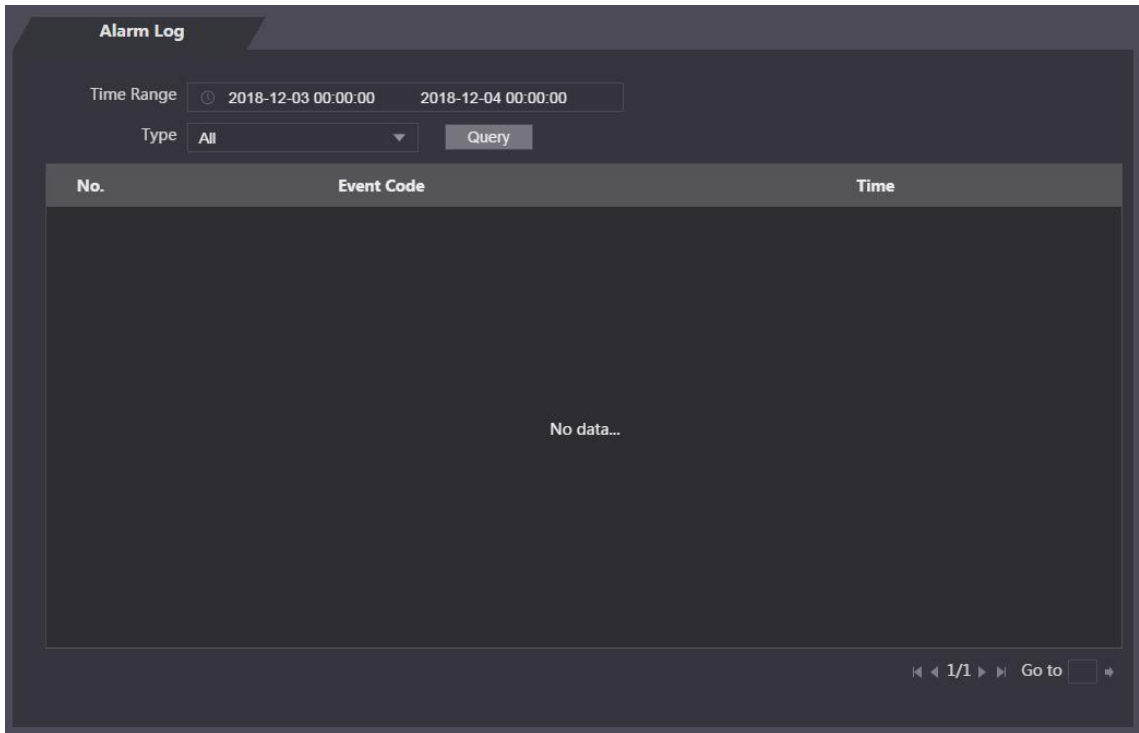 Alarm Log
Time Range 2018-12-03 00:00:00 2018-12-04 00:00:00
Type All Query
No. Event Code Time
No data...
1/1 Go to